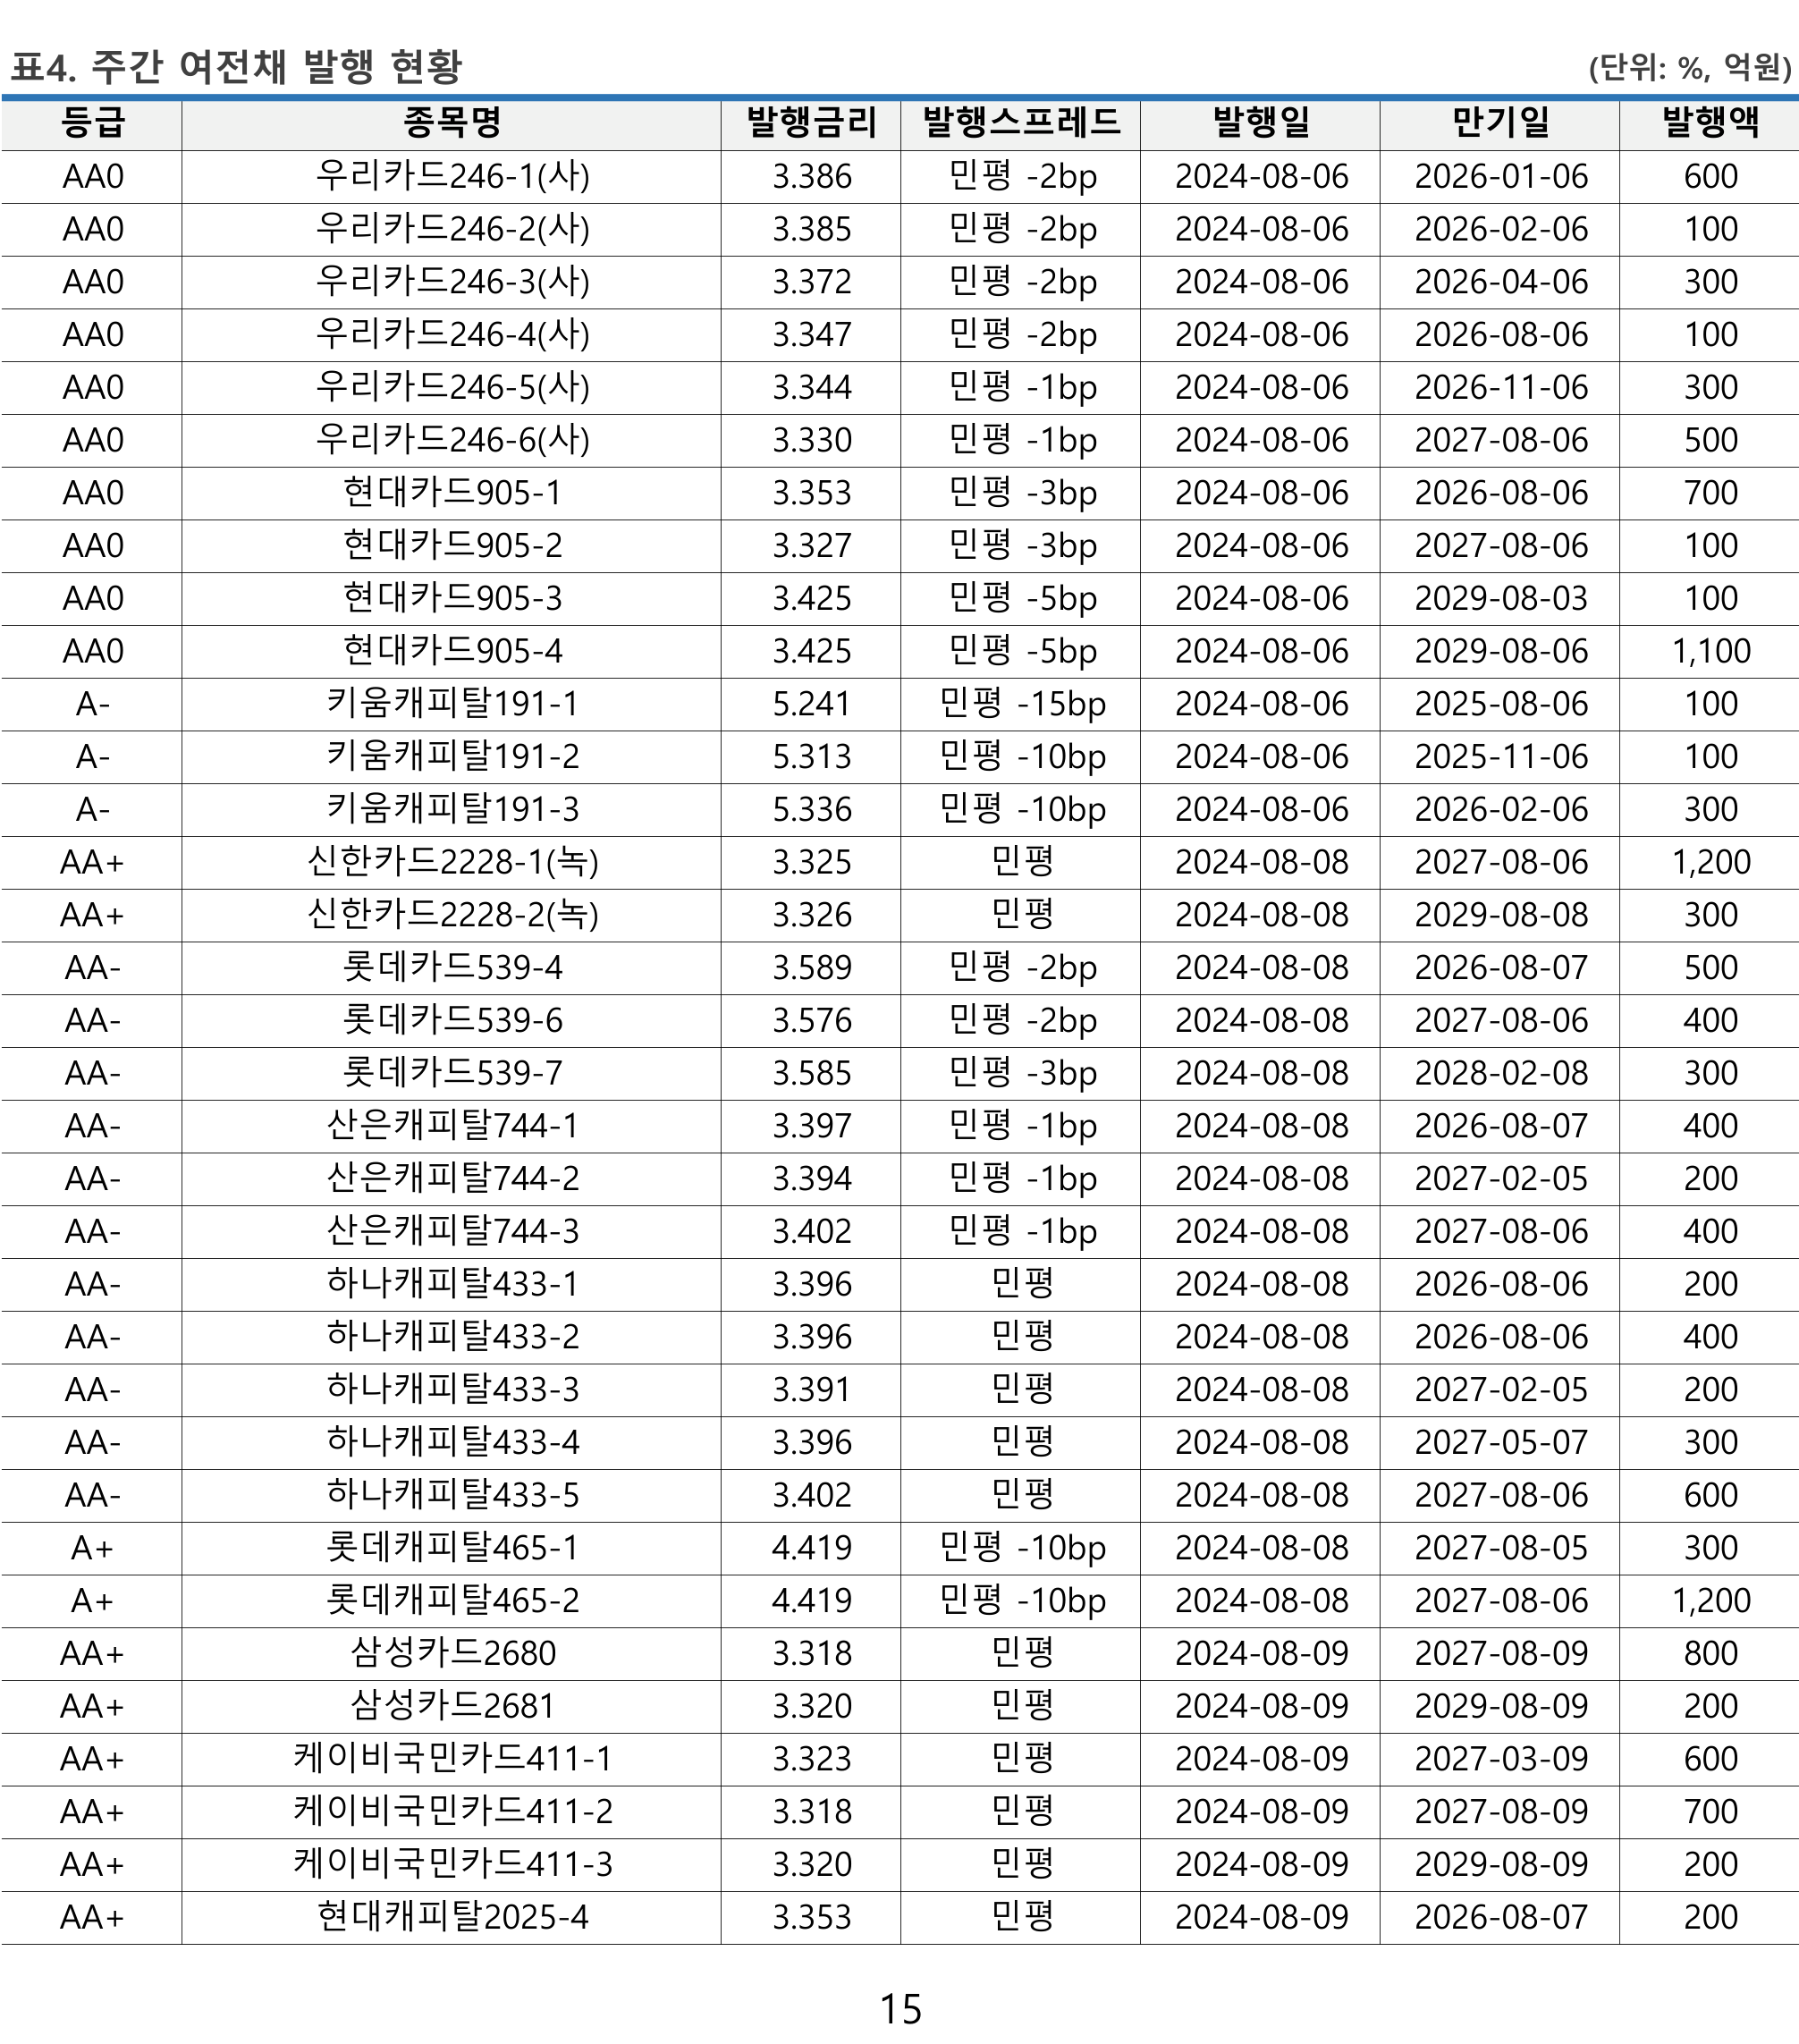 표4. 주간 여전채 발행 현황 (단위: %, 억원)
등급 종목명 발행금리 발행스프레드 발행일 만기일 발행액
AA0 우리카드246-1(사) 3.386 민평 -2bp 2024-08-06 2026-01-06 600
AA0 우리카드246-2(사) 3.385 민평 -2bp 2024-08-06 2026-02-06 100
AA0 우리카드246-3(사) 3.372 민평 -2bp 2024-08-06 2026-04-06 300
AA0 우리카드246-4(사) 3.347 민평 -2bp 2024-08-06 2026-08-06 100
AA0 우리카드246-5(사) 3.344 민평 -1bp 2024-08-06 2026-11-06 300
AA0 우리카드246-6(사) 3.330 민평 -1bp 2024-08-06 2027-08-06 500
AA0 현대카드905-1 3.353 민평 -3bp 2024-08-06 2026-08-06 700
AA0 현대카드905-2 3.327 민평 -3bp 2024-08-06 2027-08-06 100
AA0 현대카드905-3 3.425 민평 -5bp 2024-08-06 2029-08-03 100
AA0 현대카드905-4 3.425 민평 -5bp 2024-08-06 2029-08-06 1,100
A- 키움캐피탈191-1 5.241 민평 -15bp 2024-08-06 2025-08-06 100
A- 키움캐피탈191-2 5.313 민평 -10bp 2024-08-06 2025-11-06 100
A- 키움캐피탈191-3 5.336 민평 -10bp 2024-08-06 2026-02-06 300
AA+ 신한카드2228-1(녹) 3.325 민평 2024-08-08 2027-08-06 1,200
AA+ 신한카드2228-2(녹) 3.326 민평 2024-08-08 2029-08-08 300
AA- 롯데카드539-4 3.589 민평 -2bp 2024-08-08 2026-08-07 500
AA- 롯데카드539-6 3.576 민평 -2bp 2024-08-08 2027-08-06 400
AA- 롯데카드539-7 3.585 민평 -3bp 2024-08-08 2028-02-08 300
AA- 산은캐피탈744-1 3.397 민평 -1bp 2024-08-08 2026-08-07 400
AA- 산은캐피탈744-2 3.394 민평 -1bp 2024-08-08 2027-02-05 200
AA- 산은캐피탈744-3 3.402 민평 -1bp 2024-08-08 2027-08-06 400
AA- 하나캐피탈433-1 3.396 민평 2024-08-08 2026-08-06 200
AA- 하나캐피탈433-2 3.396 민평 2024-08-08 2026-08-06 400
AA- 하나캐피탈433-3 3.391 민평 2024-08-08 2027-02-05 200
AA- 하나캐피탈433-4 3.396 민평 2024-08-08 2027-05-07 300
AA- 하나캐피탈433-5 3.402 민평 2024-08-08 2027-08-06 600
A+ 롯데캐피탈465-1 4.419 민평 -10bp 2024-08-08 2027-08-05 300
A+ 롯데캐피탈465-2 4.419 민평 -10bp 2024-08-08 2027-08-06 1,200
AA+ 삼성카드2680 3.318 민평 2024-08-09 2027-08-09 800
AA+ 삼성카드2681 3.320 민평 2024-08-09 2029-08-09 200
AA+ 케이비국민카드411-1 3.323 민평 2024-08-09 2027-03-09 600
AA+ 케이비국민카드411-2 3.318 민평 2024-08-09 2027-08-09 700
AA+ 케이비국민카드411-3 3.320 민평 2024-08-09 2029-08-09 200
AA+ 현대캐피탈2025-4 3.353 민평 2024-08-09 2026-08-07 200
15